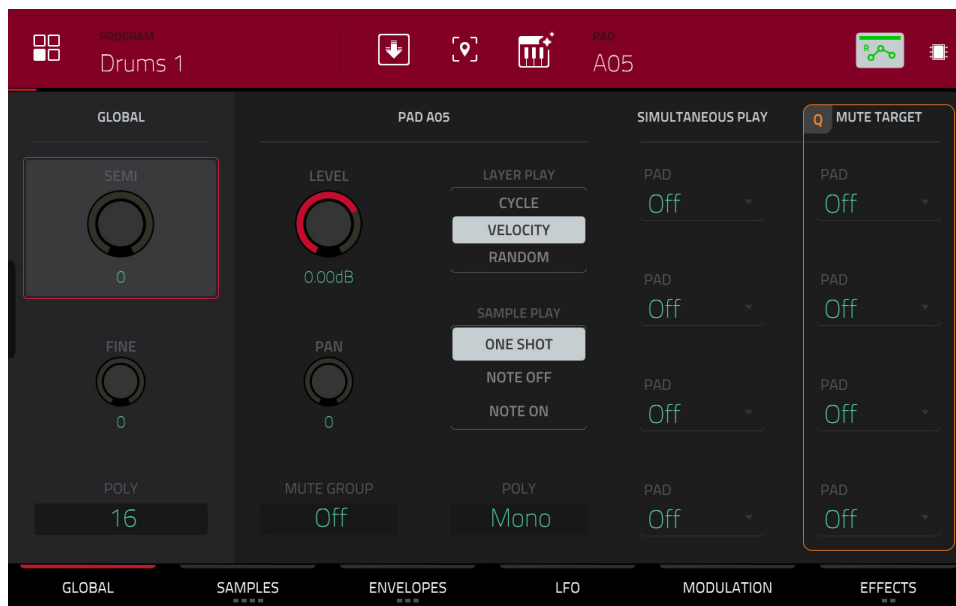 PROGRAM
Drums 1
PAD
A05
R
GLOBAL
PAD A05
SIMULTANEOUS PLAY
Q MUTE TARGET
SEMI
0
LEVEL
0.00dB
LAYER PLAY
CYCLE
VELOCITY
RANDOM
PAD
Off
PAD
Off
PAD
Off
PAD
Off
FINE
0
PAN
0
SAMPLE PLAY
ONE SHOT
NOTE OFF
NOTE ON
PAD
Off
PAD
Off
POLY
16
MUTE GROUP
Off
POLY
Mono
PAD
Off
PAD
Off
GLOBAL
SAMPLES
ENVELOPES
LFO
MODULATION
EFFECTS